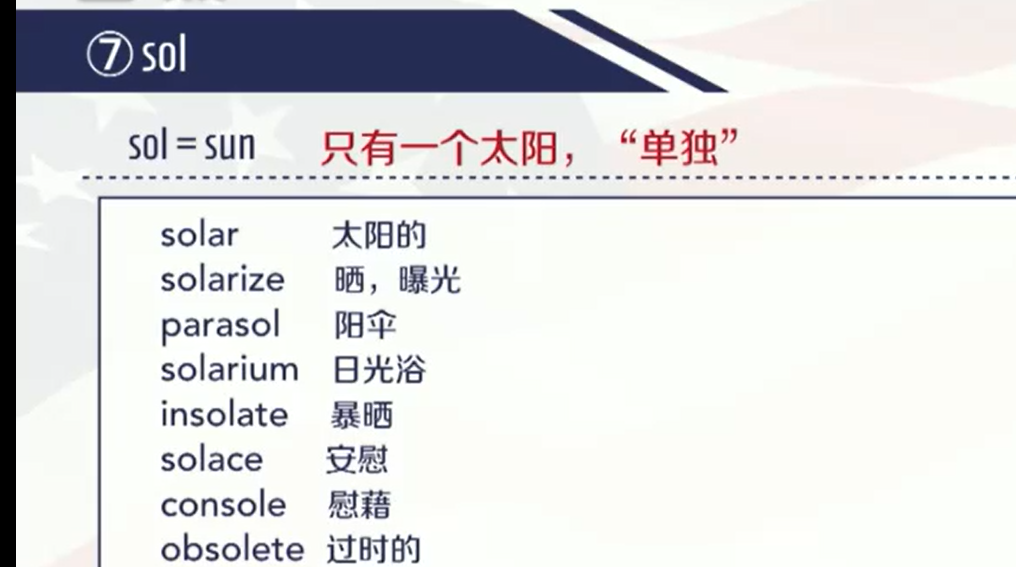 ⑦ sol
sol = sun 只有一个太阳，“单独”
solar 太阳的
solarize 晒，曝光
parasol 阳伞
solarium 日光浴
insolate 暴晒
solace 安慰
console 慰藉
obsolete 过时的